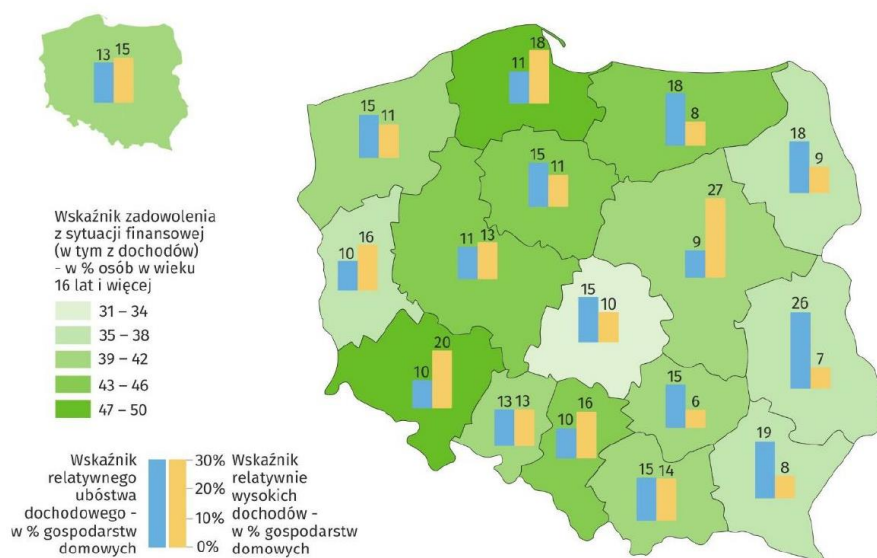 13 15
11 18
15 11
18 8
18 9
15 11
9 27
10 16
11 13
15 10
26 7
10 20
13 13
10 16
15 6
19 8
15 14
Wskaźnik zadowolenia
z sytuacji finansowej
(w tym z dochodów)
- w % osób w wieku
16 lat i więcej
31 – 34
35 – 38
39 – 42
43 – 46
47 – 50
Wskaźnik
relatywnego
ubóstwa
dochodowego -
w % gospodarstw
domowych
30%
20%
10%
0%
Wskaźnik
relatywnie
wysokich
dochodów -
w % gospodarstw
domowych